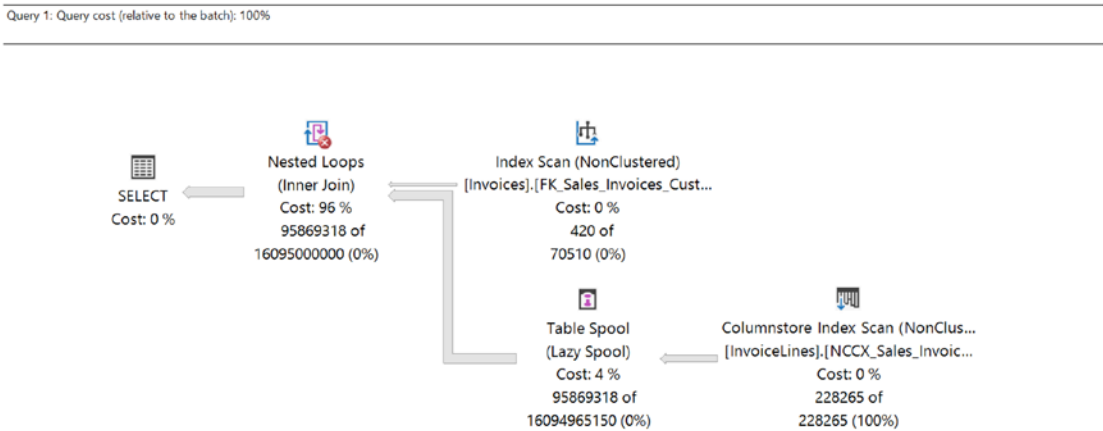 Query 1: Query cost (relative to the batch): 100%
SELECT
Cost: 0 %
Nested Loops
(Inner Join)
Cost: 96 %
95869318 of
16095000000 (0%)
Index Scan (NonClustered)
[Invoices].[FK_Sales_Invoices_Cust...
Cost: 0 %
420 of
70510 (0%)
Table Spool
(Lazy Spool)
Cost: 4 %
95869318 of
16094965150 (0%)
Columnstore Index Scan (NonClus...
[InvoiceLines].[NCCX_Sales_Invoic...
Cost: 0 %
228265 of
228265 (100%)